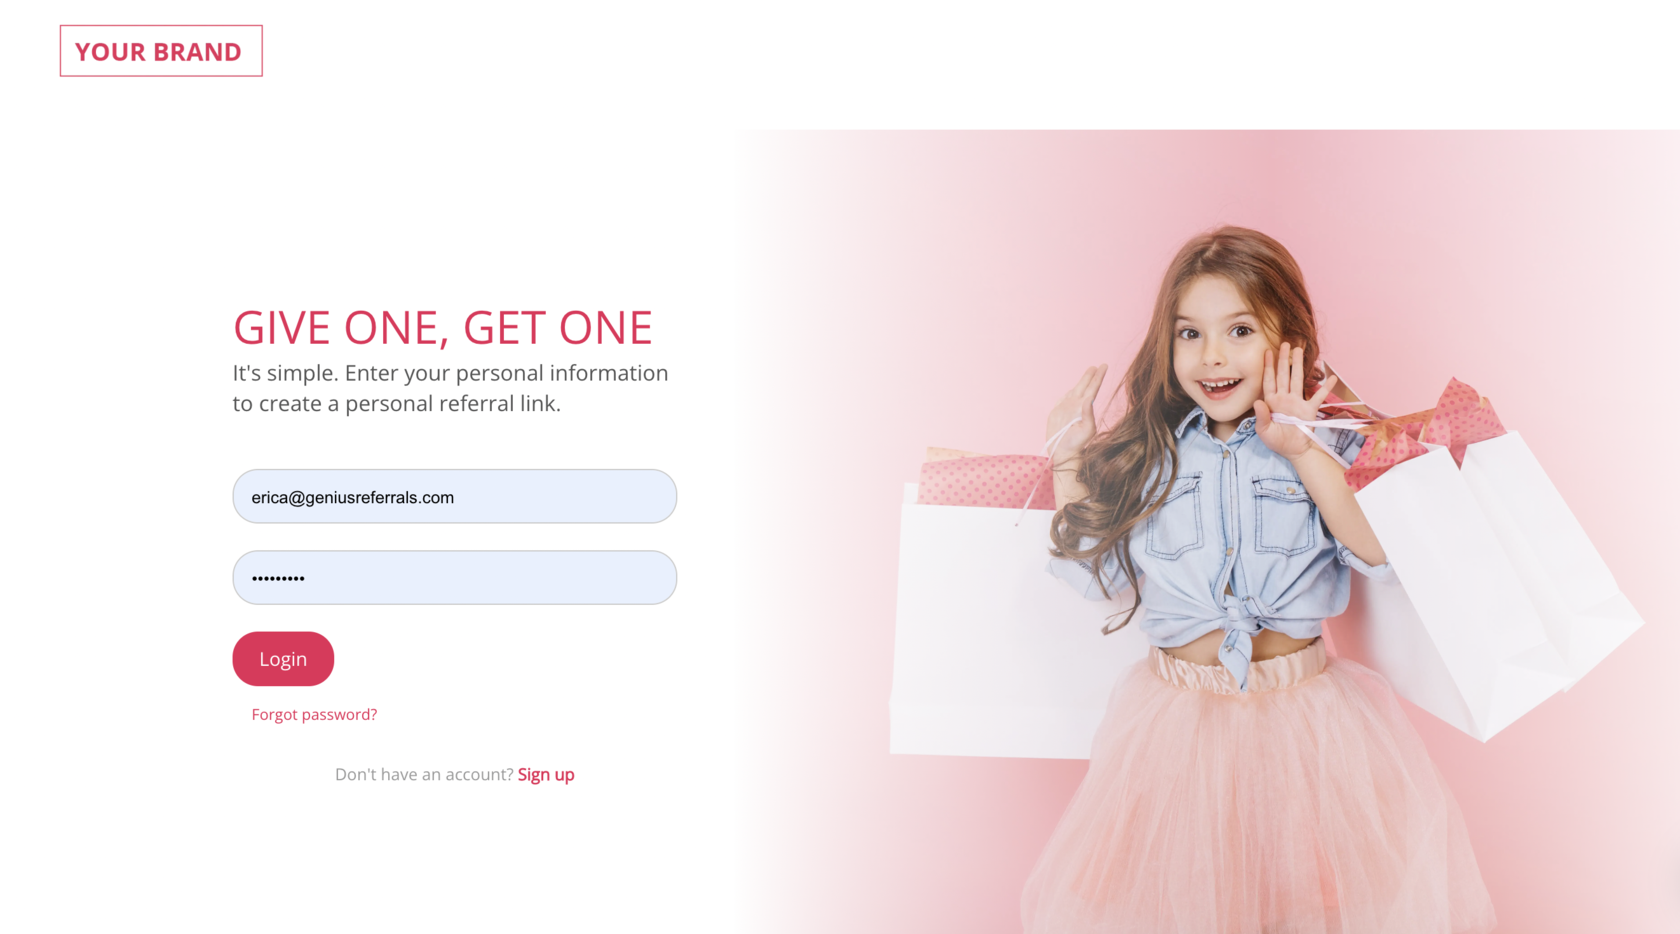 YOUR BRAND
GIVE ONE, GET ONE
It's simple. Enter your personal information
to create a personal referral link.
erica@geniusreferrals.com
•••••••••
Login
Forgot password?
Don't have an account? Sign up